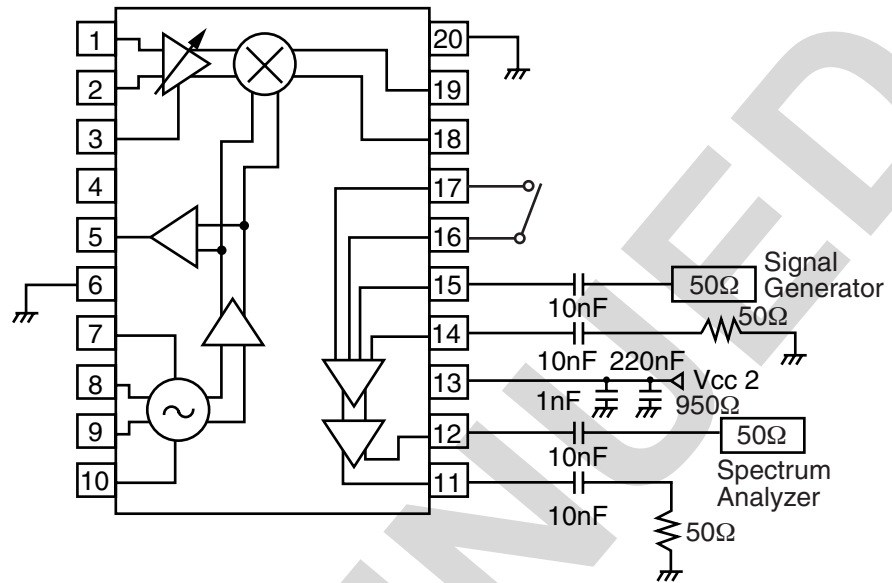 1
2
3
4
5
6
7
8
9
10
20
19
18
17
16
15
14
13
12
11
10nF
50Ω
Signal
Generator
10nF
50Ω
1nF
220nF
Vcc 2
950Ω
10nF
50Ω
Spectrum
Analyzer
10nF
50Ω
NUED